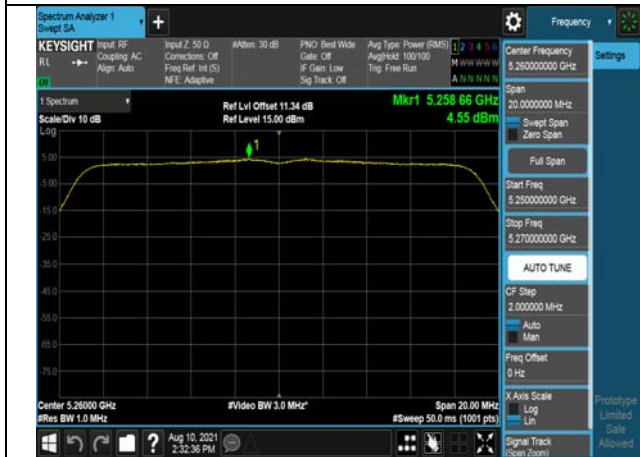 Spectrum Analyzer 1
Swept SA
+
Frequency
KEYSIGHT
RL
Input: RF
Coupling: AC
Align: Auto
Input Z: 50 Ω
Corrections: Off
Freq Ref: Int (S)
NFE: Adaptive
#Atten: 30 dB
PNO: Best Wide
Gate: Off
IF Gain: Low
Sig Track: Off
Avg Type: Power (RMS)
Avg|Hold: 100/100
Trig: Free Run
1 2 3 4 5 6
M W W W W W
A N N N N N
1 Spectrum
Scale/Div 10 dB
Log
Ref Lvl Offset 11.34 dB
Ref Level 15.00 dBm
Mkr1 5.258 66 GHz
4.55 dBm
1
5.00
-5.00
-15.0
-25.0
-35.0
-45.0
-55.0
-65.0
-75.0
Center 5.26000 GHz
#Res BW 1.0 MHz
#Video BW 3.0 MHz*
Span 20.00 MHz
#Sweep 50.0 ms (1001 pts)
Aug 10, 2021
2:32:36 PM
?
Center Frequency
5.260000000 GHz
Settings
Span
20.0000000 MHz
Swept Span
Zero Span
Full Span
Start Freq
5.250000000 GHz
Stop Freq
5.270000000 GHz
AUTO TUNE
CF Step
2.000000 MHz
Auto
Man
Freq Offset
0 Hz
X Axis Scale
Log
Lin
Signal Track
(Span Zoom)
Prototype
Limited
Sale
Allowed